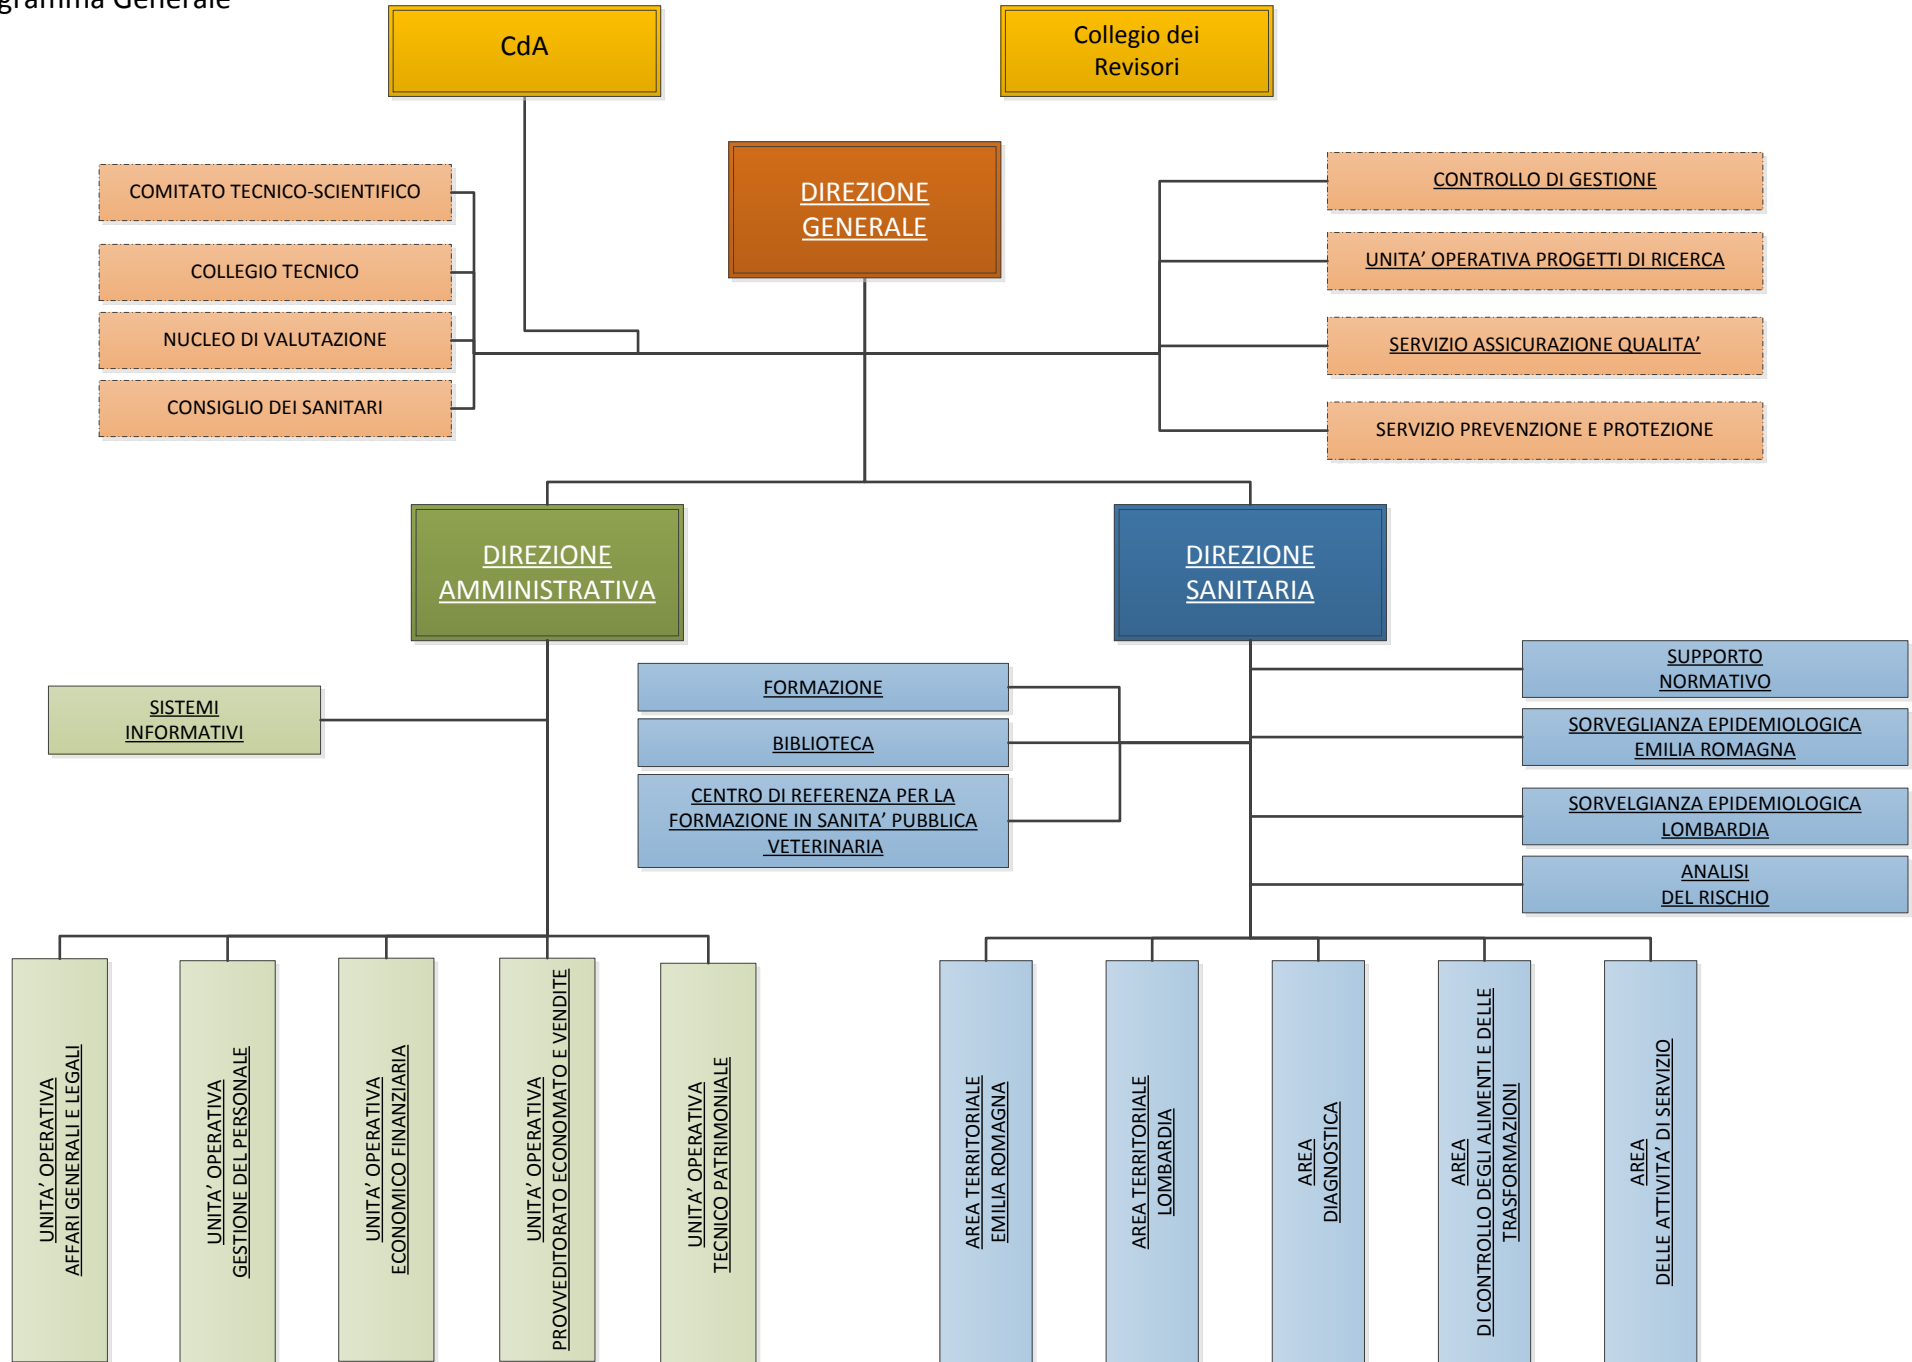 gramma Generale
CdA
Collegio dei
Revisori
DIREZIONE
GENERALE
COMITATO TECNICO-SCIENTIFICO
COLLEGIO TECNICO
NUCLEO DI VALUTAZIONE
CONSIGLIO DEI SANITARI
CONTROLLO DI GESTIONE
UNITA’ OPERATIVA PROGETTI DI RICERCA
SERVIZIO ASSICURAZIONE QUALITA’
SERVIZIO PREVENZIONE E PROTEZIONE
DIREZIONE
AMMINISTRATIVA
DIREZIONE
SANITARIA
SISTEMI
INFORMATIVI
FORMAZIONE
BIBLIOTECA
CENTRO DI REFERENZA PER LA
FORMAZIONE IN SANITA’ PUBBLICA
VETERINARIA
SUPPORTO
NORMATIVO
SORVEGLIANZA EPIDEMIOLOGICA
EMILIA ROMAGNA
SORVELGIANZA EPIDEMIOLOGICA
LOMBARDIA
ANALISI
DEL RISCHIO
UNITA’ OPERATIVA
AFFARI GENERALI E LEGALI
UNITA’ OPERATIVA
GESTIONE DEL PERSONALE
UNITA’ OPERATIVA
ECONOMICO FINANZIARIA
UNITA’ OPERATIVA
PROVVEDITORATO ECONOMATO E VENDITE
UNITA’ OPERATIVA
TECNICO PATRIMONIALE
AREA TERRITORIALE
EMILIA ROMAGNA
AREA TERRITORIALE
LOMBARDIA
AREA
DIAGNOSTICA
AREA
DI CONTROLLO DEGLI ALIMENTI E DELLE
TRASFORMAZIONI
AREA
DELLE ATTIVITA’ DI SERVIZIO